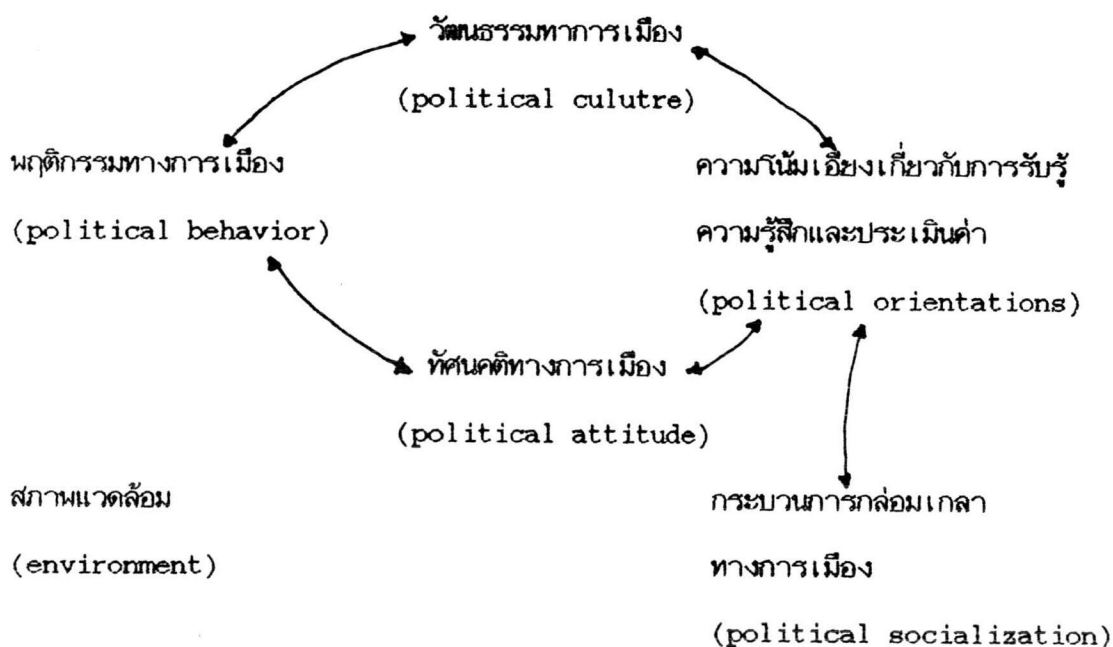 วัฒนธรรมทาการเมือง
(political culutre)
พฤติกรรมทางการเมือง
(political behavior)
ความโน้มเอียงเกี่ยวกับการรับรู้
ความรู้สึกและประเมินค่า
(political orientations)
ทัศนคติทางการเมือง
(political attitude)
สภาพแวดล้อม
(environment)
กระบวนการกล่อมเกลา
ทางการเมือง
(political socialization)